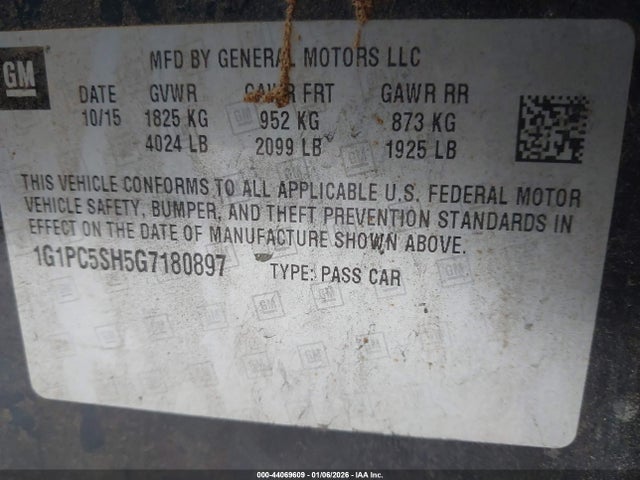 GM
MFD BY GENERAL MOTORS LLC
DATE GVWR GAWR FRT GAWR RR
10/15 1825 KG 952 KG 873 KG
4024 LB 2099 LB 1925 LB
THIS VEHICLE CONFORMS TO ALL APPLICABLE U.S. FEDERAL MOTOR
VEHICLE SAFETY, BUMPER, AND THEFT PREVENTION STANDARDS IN
EFFECT ON THE DATE OF MANUFACTURE SHOWN ABOVE.
1G1PC5SH5G7180897 TYPE: PASS CAR
000-44069609 - 01/06/2026 - IAA Inc.